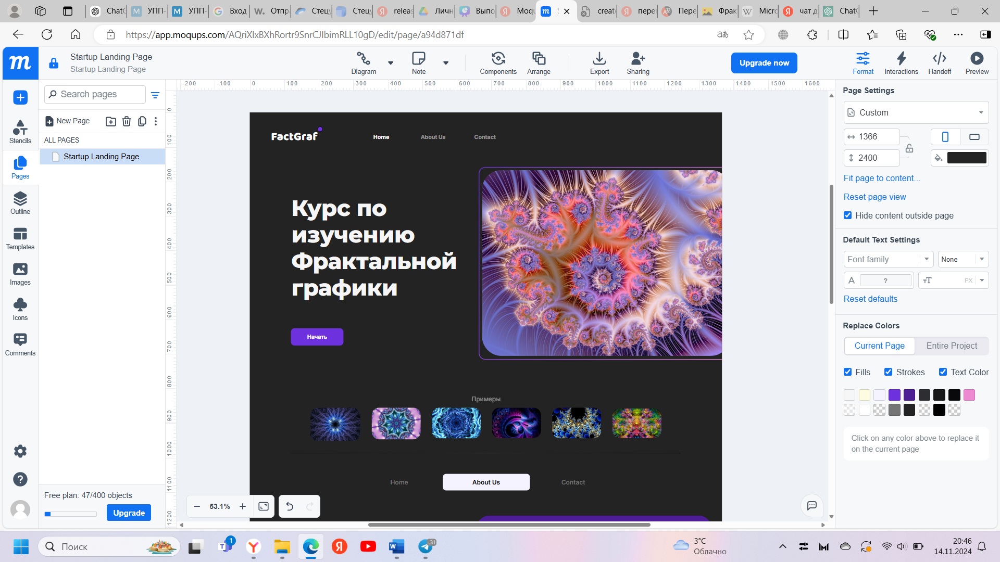 ChatG
УПП-
УПП-
Вход
Отпр
Стец
Стец
releas
Личн
Выпо
Moqu
creat
пере
Пере
Фрак
Micro
чат д
ChatG
https://app.moqups.com/AQriXlxBXhRortr9SnrCJIbimRLL10gD/edit/page/a94d871df
Startup Landing Page
Startup Landing Page
Diagram
Note
Components
Arrange
Export
Sharing
Upgrade now
Format
Interactions
Handoff
Preview
-200 -100 0 100 200 300 400 500 600 700 800 900 1000 1100 1200 1300 1400 1500 1600
0 100 200 300 400 500 600 700 800 900 1000 1100 1200
Search pages
New Page
ALL PAGES
Startup Landing Page
Stencils
Pages
Outline
Templates
Images
Icons
Comments
Free plan: 47/400 objects
Upgrade
FactGraf
Home
About Us
Contact
Курс по
изучению
Фрактальной
графики
Начать
Примеры
Home
About Us
Contact
53.1%
Page Settings
Custom
1366
2400
Fit page to content...
Reset page view
Hide content outside page
Default Text Settings
Font family
None
A ?
тT PX
Reset defaults
Replace Colors
Current Page
Entire Project
Fills
Strokes
Text Color
Click on any color above to replace it
on the current page
Поиск
1
31
3°C
Облачно
20:46
14.11.2024